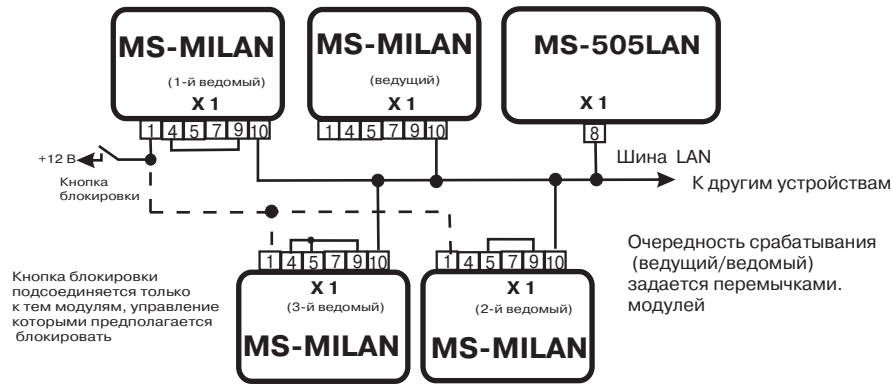 MS-MILAN
(1-й ведомый)
X 1
1 4 5 7 9 10
MS-MILAN
(ведущий)
X 1
1 4 5 7 9 10
MS-505LAN
X 1
8
+12 В
Кнопка
блокировки
Шина LAN
К другим устройствам
1 4 5 7 9 10
X 1
(3-й ведомый)
MS-MILAN
1 4 5 7 9 10
X 1
(2-й ведомый)
MS-MILAN
Кнопка блокировки
подсоединяется только
к тем модулям, управление
которыми предполагается
блокировать
Очередность срабатывания
(ведущий/ведомый)
задается перемычками.
модулей